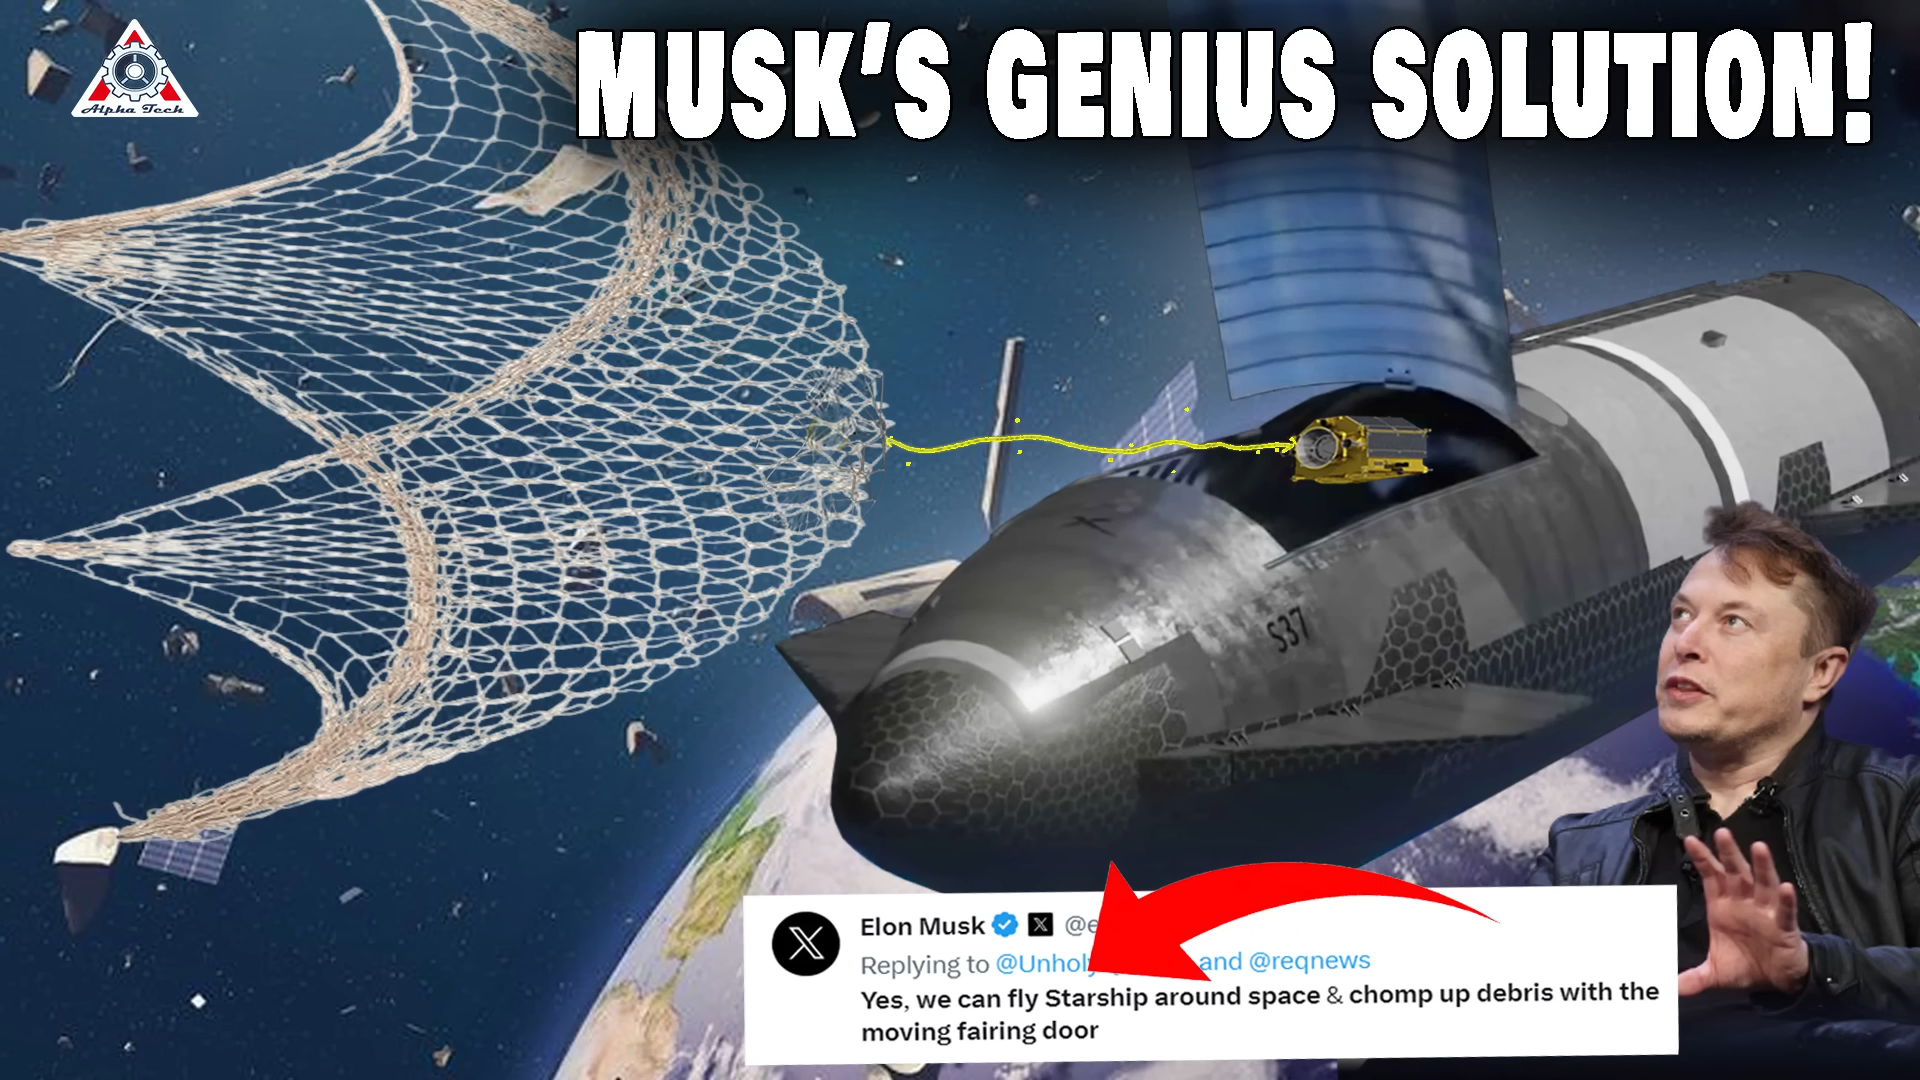 MUSK'S GENIUS SOLUTION!
Alpha Tech
S37
Elon Musk
Replying to @Unholy and @reqnews
Yes, we can fly Starship around space & chomp up debris with the
moving fairing door